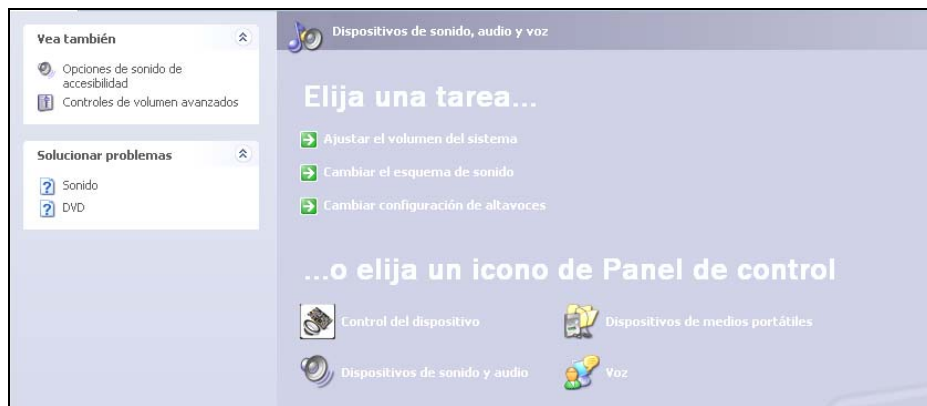 Vea también
Opciones de sonido de
accesibilidad
Controles de volumen avanzados
Solucionar problemas
Sonido
DVD
Dispositivos de sonido, audio y voz
Elija una tarea...
Ajustar el volumen del sistema
Cambiar el esquema de sonido
Cambiar configuración de altavoces
...o elija un icono de Panel de control
Control del dispositivo
Dispositivos de medios portátiles
Dispositivos de sonido y audio
Voz